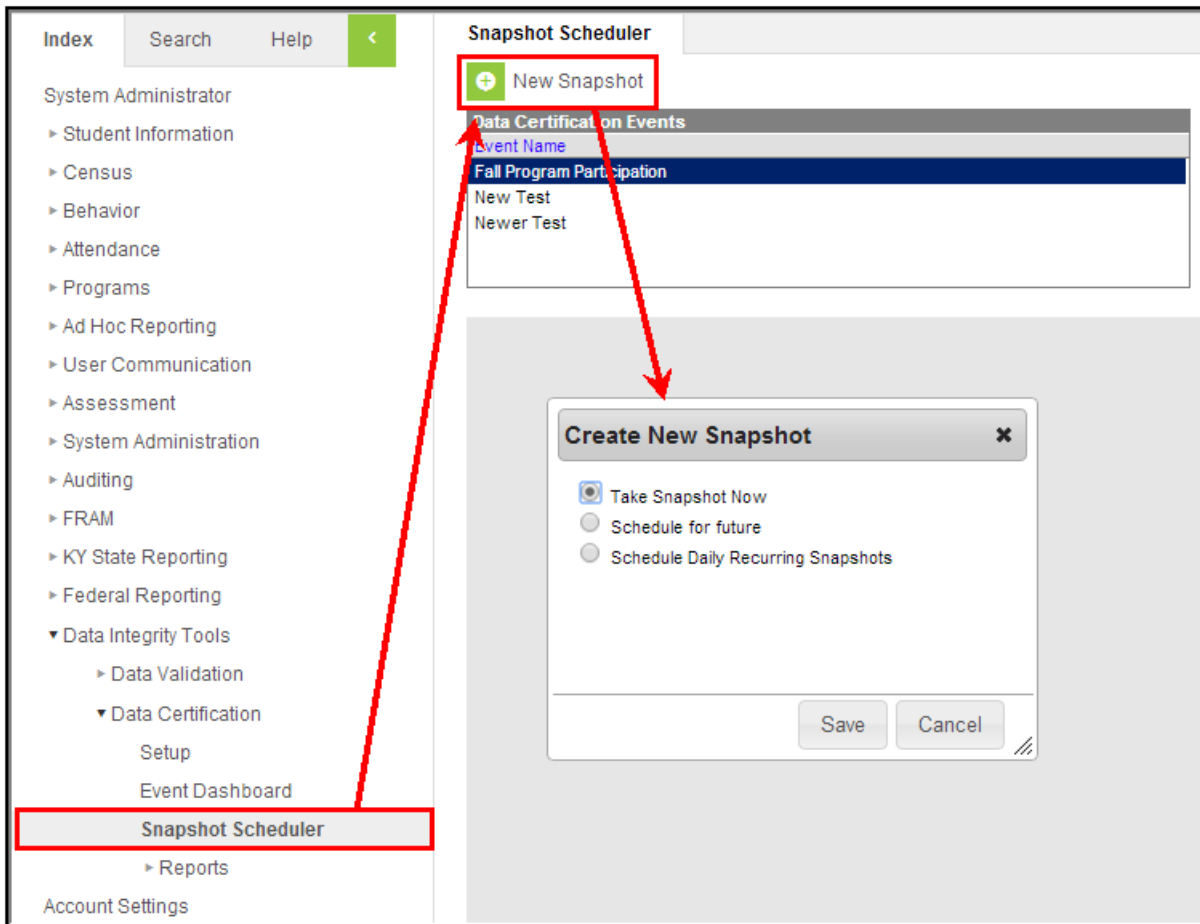 Index
Search
Help
System Administrator
Student Information
Census
Behavior
Attendance
Programs
Ad Hoc Reporting
User Communication
Assessment
System Administration
Auditing
FRAM
KY State Reporting
Federal Reporting
Data Integrity Tools
Data Validation
Data Certification
Setup
Event Dashboard
Snapshot Scheduler
Reports
Account Settings
Snapshot Scheduler
New Snapshot
Data Certification Events
Event Name
Fall Program Participation
New Test
Newer Test
Create New Snapshot
Take Snapshot Now
Schedule for future
Schedule Daily Recurring Snapshots
Save
Cancel